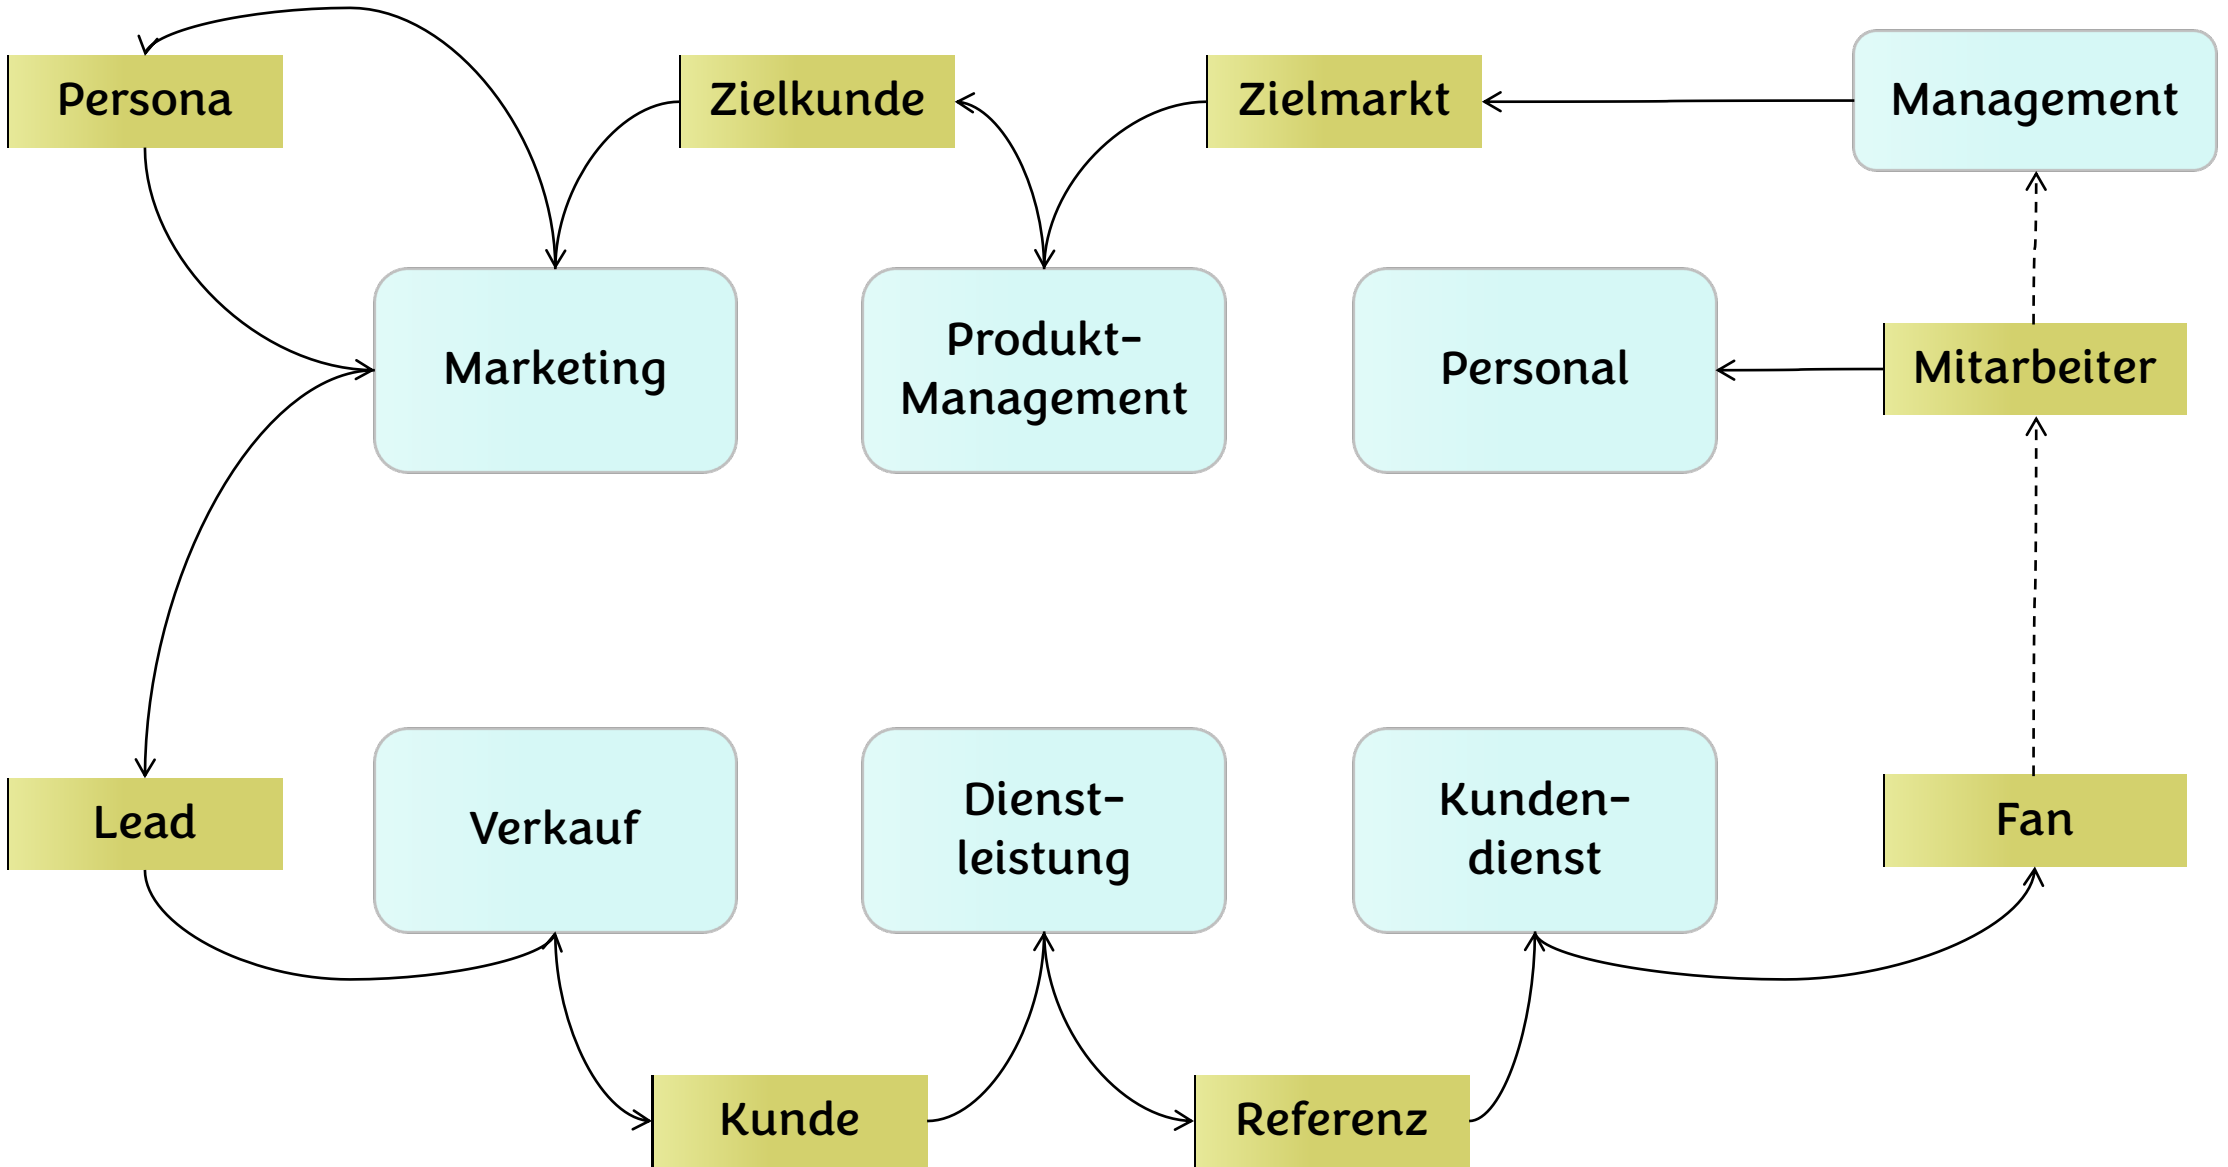 Persona
Zielkunde
Zielmarkt
Management
Marketing
Produkt-
Management
Personal
Mitarbeiter
Lead
Verkauf
Dienst-
leistung
Kunden-
dienst
Fan
Kunde
Referenz